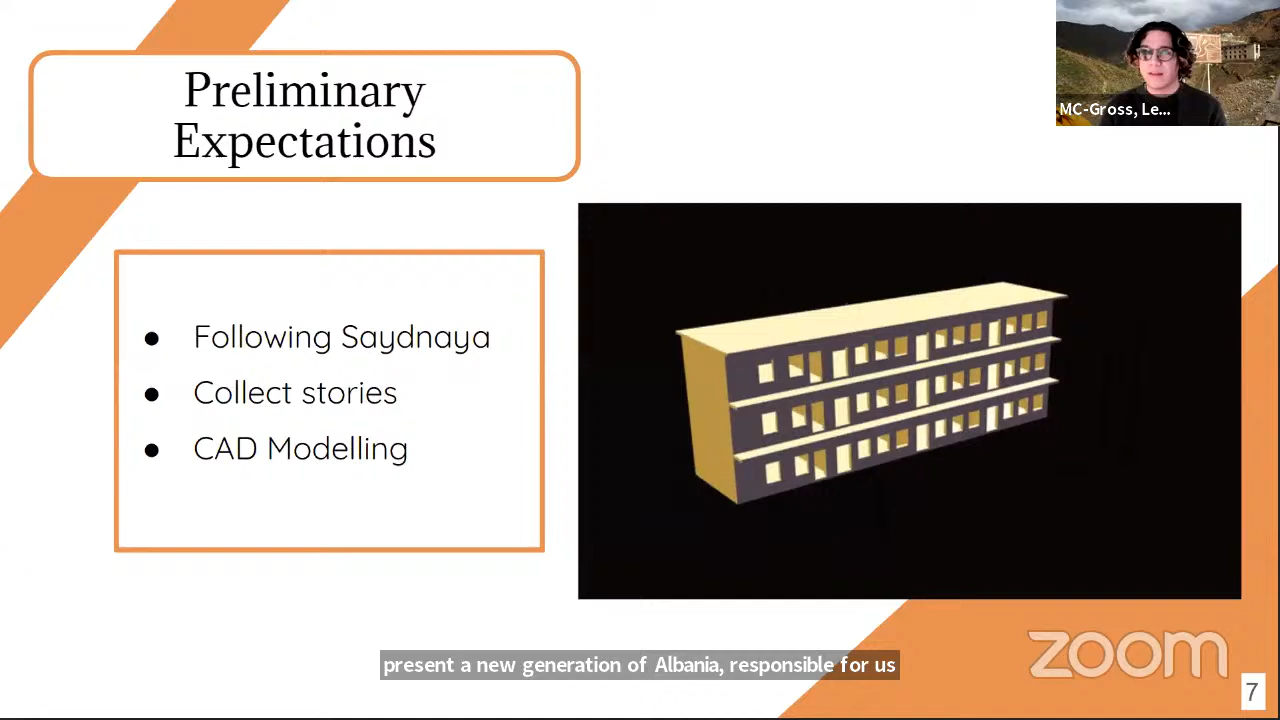 Preliminary
Expectations
MC-Gross, Le...
● Following Saydnaya
● Collect stories
● CAD Modelling
present a new generation of Albania, responsible for us
zoom
7